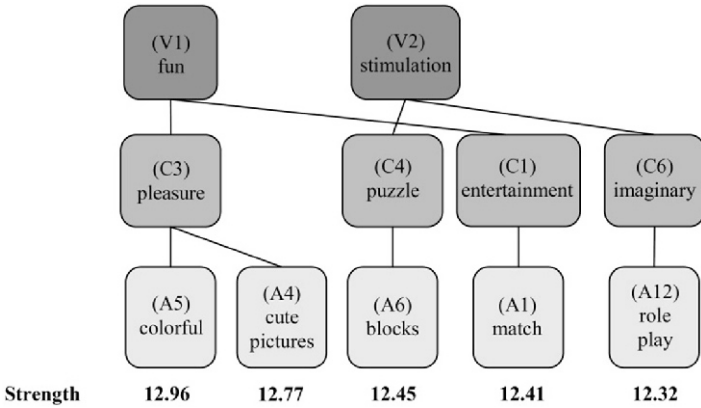 (V1)
fun
(V2)
stimulation
(C3)
pleasure
(C4)
puzzle
(C1)
entertainment
(C6)
imaginary
(A5)
colorful
(A4)
cute
pictures
(A6)
blocks
(A1)
match
(A12)
role
play
Strength 12.96 12.77 12.45 12.41 12.32